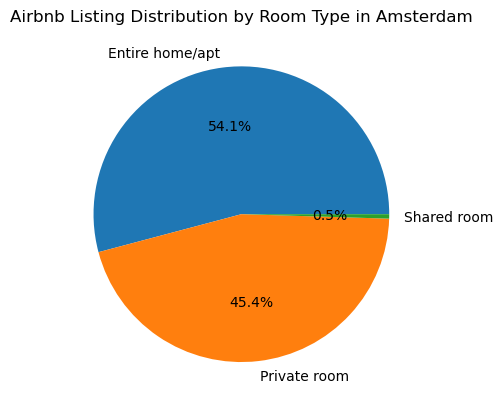 Airbnb Listing Distribution by Room Type in Amsterdam
Entire home/apt
54.1%
0.5%
Shared room
45.4%
Private room